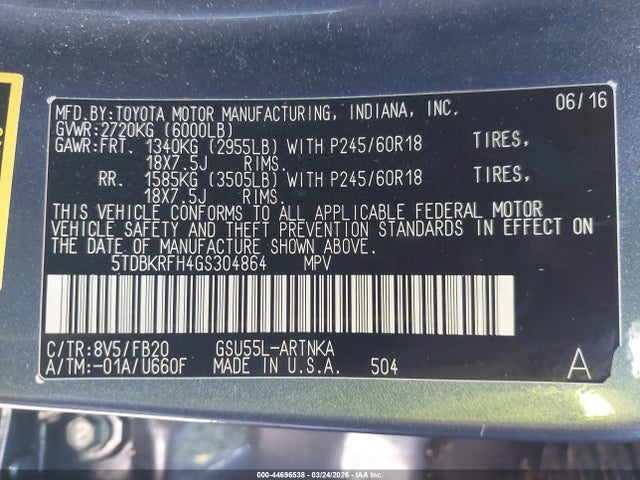 MFD.BY:TOYOTA MOTOR MANUFACTURING, INDIANA, INC. 06/16
GVWR:2720KG (6000LB)
GAWR:FRT. 1340KG (2955LB) WITH P245/60R18 TIRES,
18X7.5J RIMS.
RR. 1585KG (3505LB) WITH P245/60R18 TIRES,
18X7.5J RIMS.
THIS VEHICLE CONFORMS TO ALL APPLICABLE FEDERAL MOTOR
VEHICLE SAFETY AND THEFT PREVENTION STANDARDS IN EFFECT ON
THE DATE OF MANUFACTURE SHOWN ABOVE.
5TDBKRFH4GS304864 MPV
C/TR:8V5/FB20 GSU55L-ARTNKA
A/TM:-01A/U660F MADE IN U.S.A. 504 A
000-44696538 - 03/24/2026 - COPART, INC.